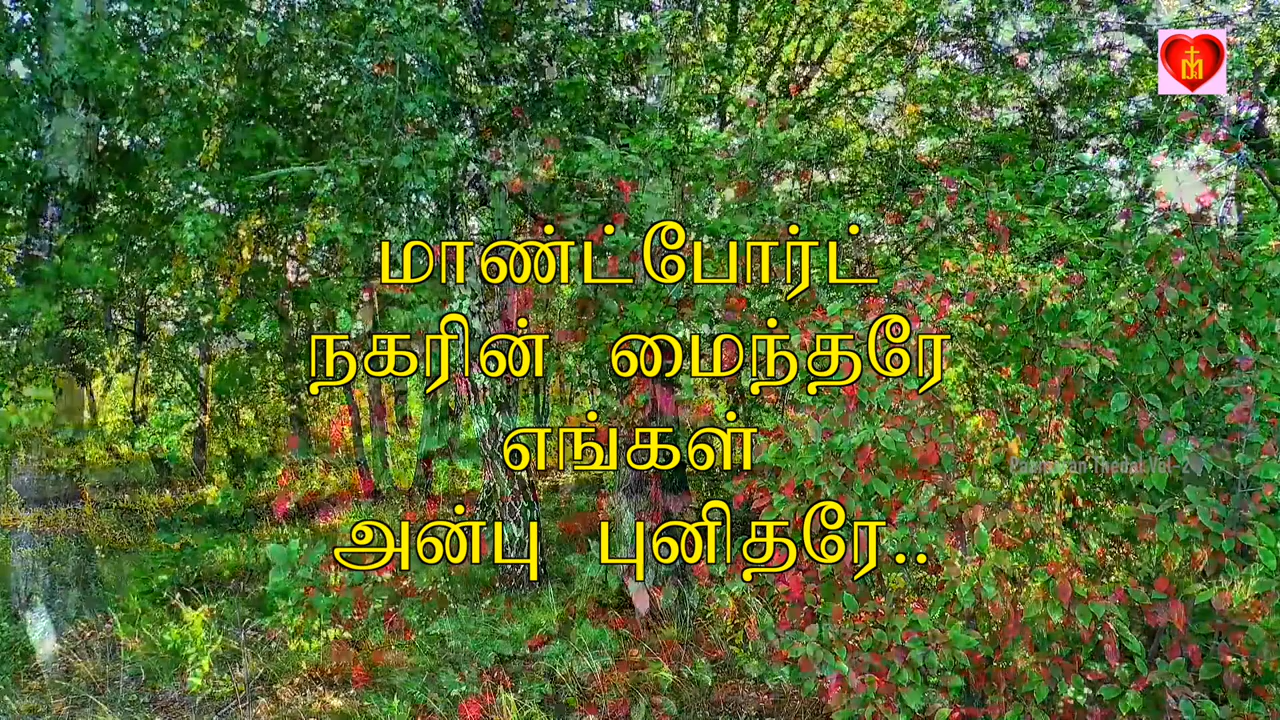 மாண்ட்போர்ட்
நகரின் மைந்தரே
எங்கள்
அன்பு புனிதரே..